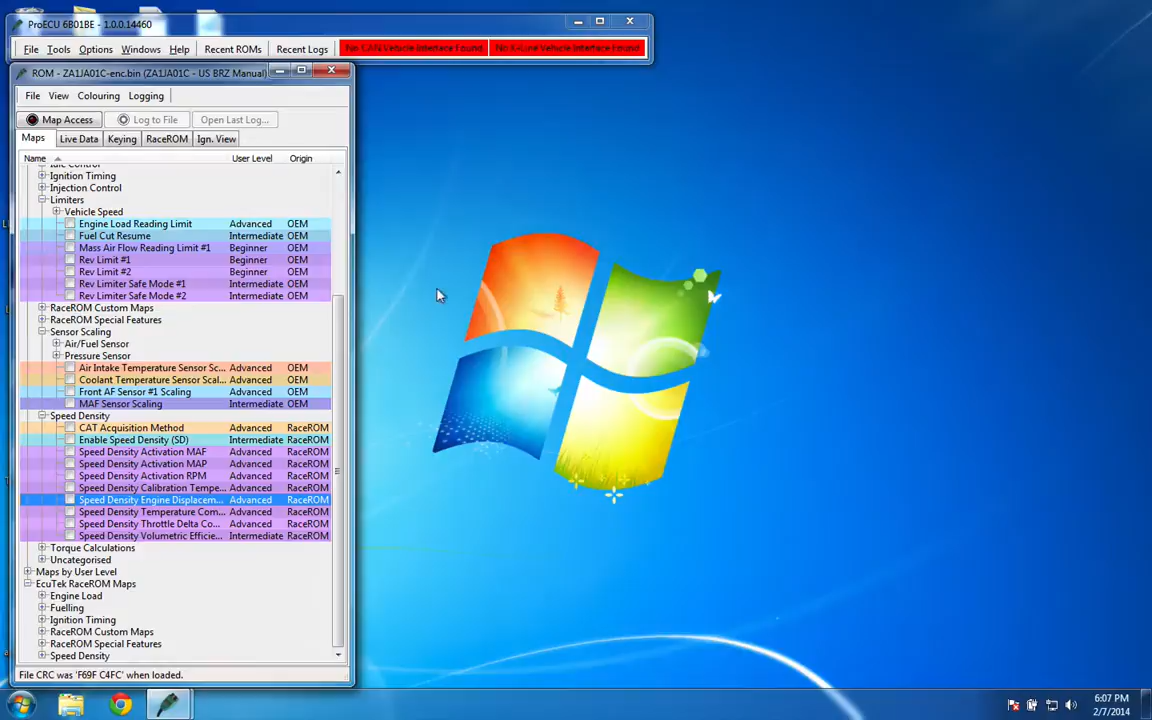 ProECU 6B01BE - 1.0.0.14460
File Tools Options Windows Help Recent ROMs Recent Logs No CAN Vehicle Interface Found No K-Line Vehicle Interface Found
ROM - ZA1JA01C-enc.bin (ZA1JA01C - US BRZ Manual)
File View Colouring Logging
Map Access Log to File Open Last Log...
Maps Live Data Keying RaceROM Ign. View
Name User Level Origin
Idle Control
Ignition Timing
Injection Control
Limiters
Vehicle Speed
Engine Load Reading Limit Advanced OEM
Fuel Cut Resume Intermediate OEM
Mass Air Flow Reading Limit #1 Beginner OEM
Rev Limit #1 Beginner OEM
Rev Limit #2 Beginner OEM
Rev Limiter Safe Mode #1 Intermediate OEM
Rev Limiter Safe Mode #2 Intermediate OEM
RaceROM Custom Maps
RaceROM Special Features
Sensor Scaling
Air/Fuel Sensor
Pressure Sensor
Air Intake Temperature Sensor Sc... Advanced OEM
Coolant Temperature Sensor Scal... Advanced OEM
Front AF Sensor #1 Scaling Advanced OEM
MAF Sensor Scaling Intermediate OEM
Speed Density
CAT Acquisition Method Advanced RaceROM
Enable Speed Density (SD) Intermediate RaceROM
Speed Density Activation MAF Advanced RaceROM
Speed Density Activation MAP Advanced RaceROM
Speed Density Activation RPM Advanced RaceROM
Speed Density Calibration Tempe... Advanced RaceROM
Speed Density Engine Displacem... Advanced RaceROM
Speed Density Temperature Com... Advanced RaceROM
Speed Density Throttle Delta Co... Advanced RaceROM
Speed Density Volumetric Efficie... Intermediate RaceROM
Torque Calculations
Uncategorised
Maps by User Level
EcuTek RaceROM Maps
Engine Load
Fuelling
Ignition Timing
RaceROM Custom Maps
RaceROM Special Features
Speed Density
File CRC was 'F69F C4FC' when loaded.
6:07 PM
2/7/2014